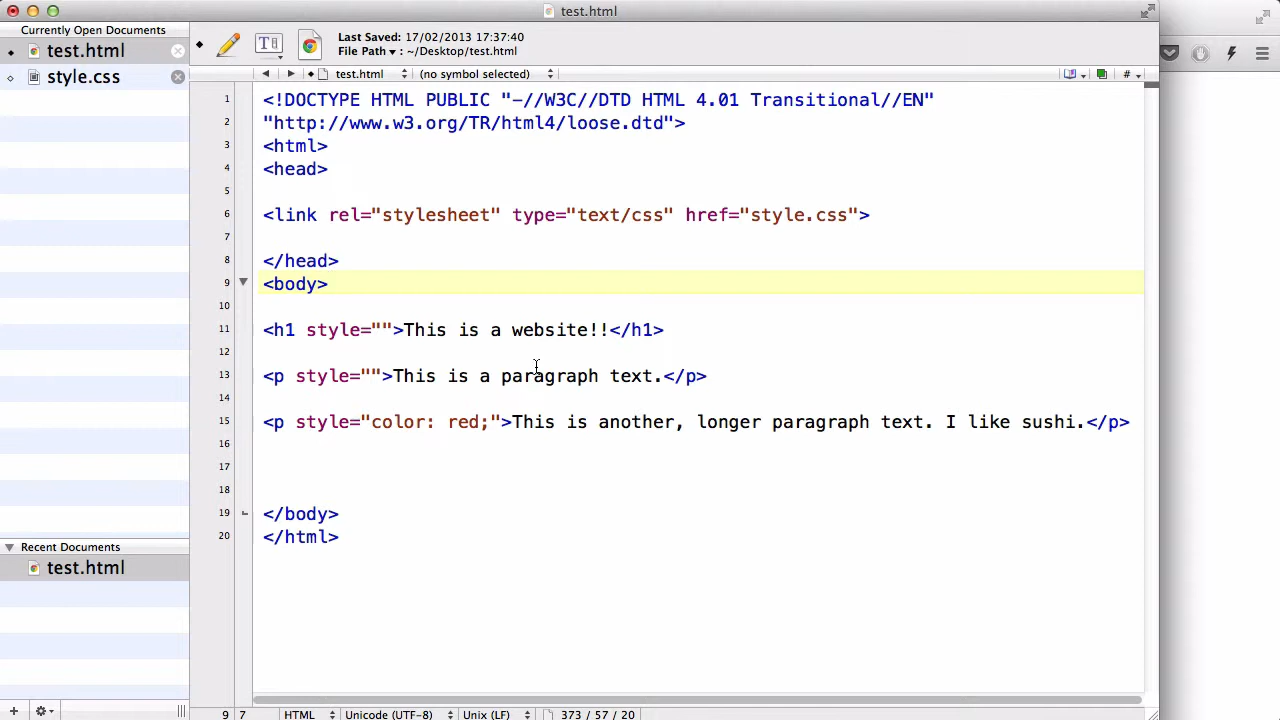 test.html
Currently Open Documents
test.html
style.css
Last Saved: 17/02/2013 17:37:40
File Path ▾ : ~/Desktop/test.html
test.html
(no symbol selected)
#
1 <!DOCTYPE HTML PUBLIC "-//W3C//DTD HTML 4.01 Transitional//EN"
2 "http://www.w3.org/TR/html4/loose.dtd">
3 <html>
4 <head>
5
6 <link rel="stylesheet" type="text/css" href="style.css">
7
8 </head>
9 <body>
10
11 <h1 style="">This is a website!!</h1>
12
13 <p style="">This is a paragraph text.</p>
14
15 <p style="color: red;">This is another, longer paragraph text. I like sushi.</p>
16
17
18
19 </body>
20 </html>
Recent Documents
test.html
9 7 HTML Unicode (UTF-8) Unix (LF) 373 / 57 / 20